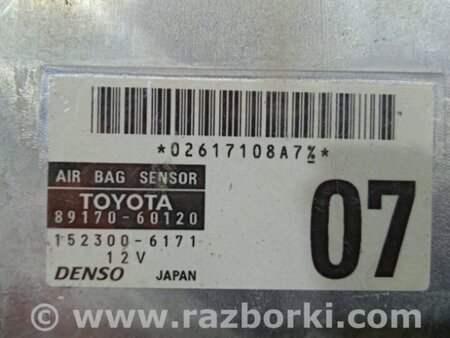 *02617108A7%*
AIR BAG SENSOR
TOYOTA
89170-60120
152300-6171
12V
DENSO JAPAN
07
www.razborki.com